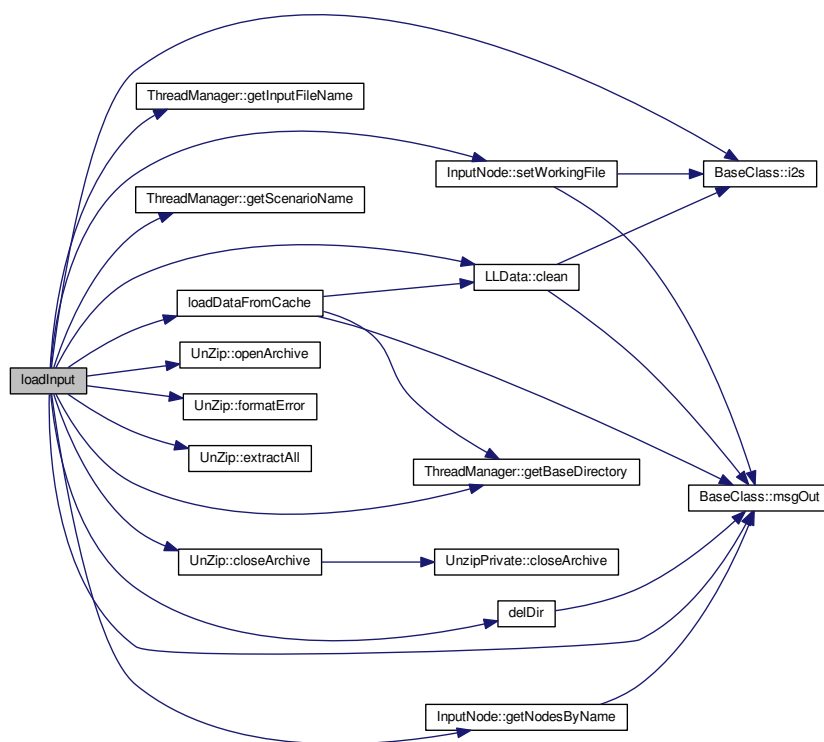 ThreadManager::getInputFileName
InputNode::setWorkingFile
BaseClass::i2s
ThreadManager::getScenarioName
LLData::clean
loadDataFromCache
UnZip::openArchive
loadInput
UnZip::formatError
UnZip::extractAll
ThreadManager::getBaseDirectory
BaseClass::msgOut
UnZip::closeArchive
UnzipPrivate::closeArchive
delDir
InputNode::getNodesByName